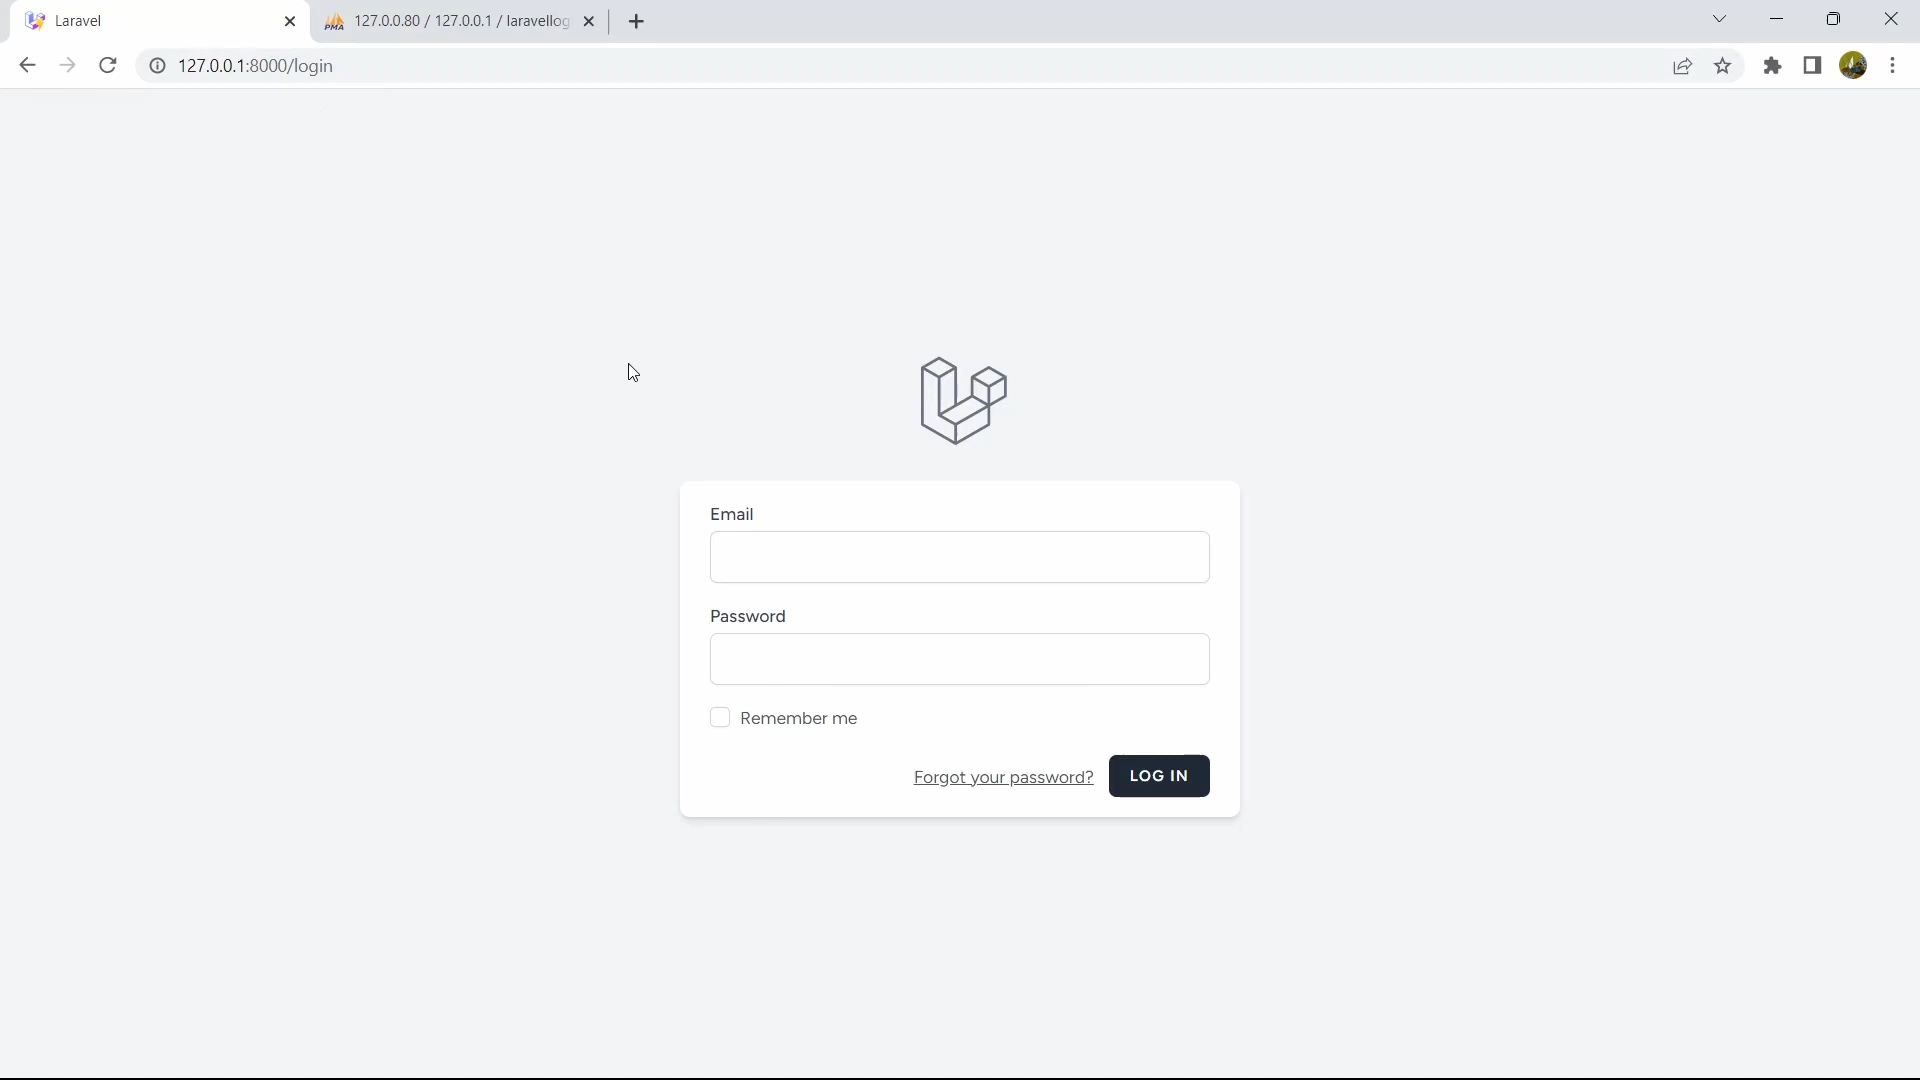 Laravel
PMA 127.0.0.80 / 127.0.0.1 / laravellog
127.0.0.1:8000/login
Email
Password
Remember me
Forgot your password? LOG IN